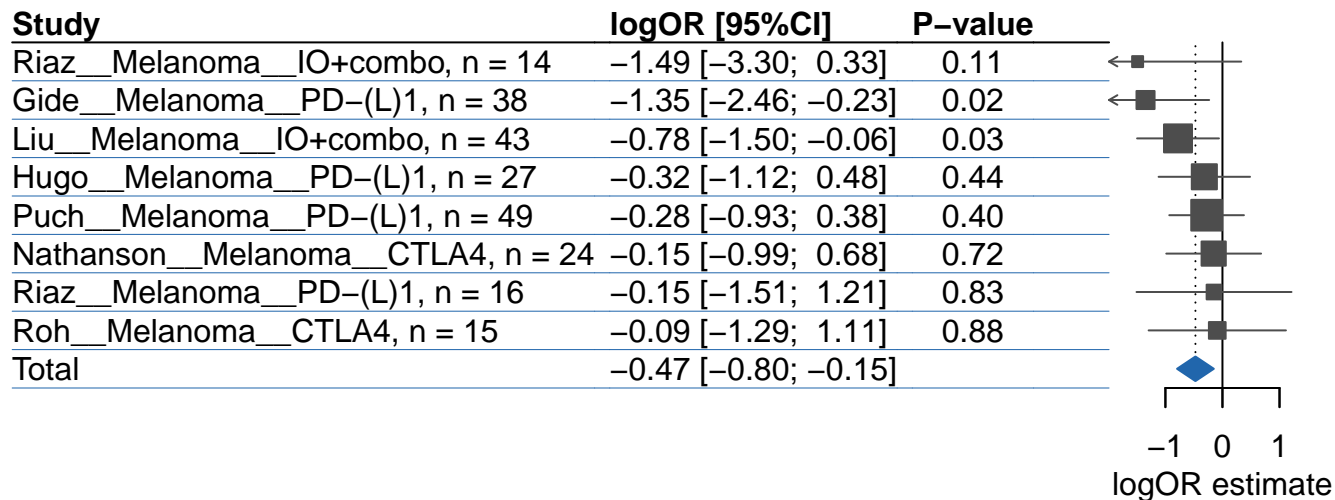 Study logOR [95%CI] P−value
Riaz__Melanoma__IO+combo, n = 14 −1.49 [−3.30; 0.33] 0.11
Gide__Melanoma__PD−(L)1, n = 38 −1.35 [−2.46; −0.23] 0.02
Liu__Melanoma__IO+combo, n = 43 −0.78 [−1.50; −0.06] 0.03
Hugo__Melanoma__PD−(L)1, n = 27 −0.32 [−1.12; 0.48] 0.44
Puch__Melanoma__PD−(L)1, n = 49 −0.28 [−0.93; 0.38] 0.40
Nathanson__Melanoma__CTLA4, n = 24 −0.15 [−0.99; 0.68] 0.72
Riaz__Melanoma__PD−(L)1, n = 16 −0.15 [−1.51; 1.21] 0.83
Roh__Melanoma__CTLA4, n = 15 −0.09 [−1.29; 1.11] 0.88
Total −0.47 [−0.80; −0.15]
−1 0 1
logOR estimate